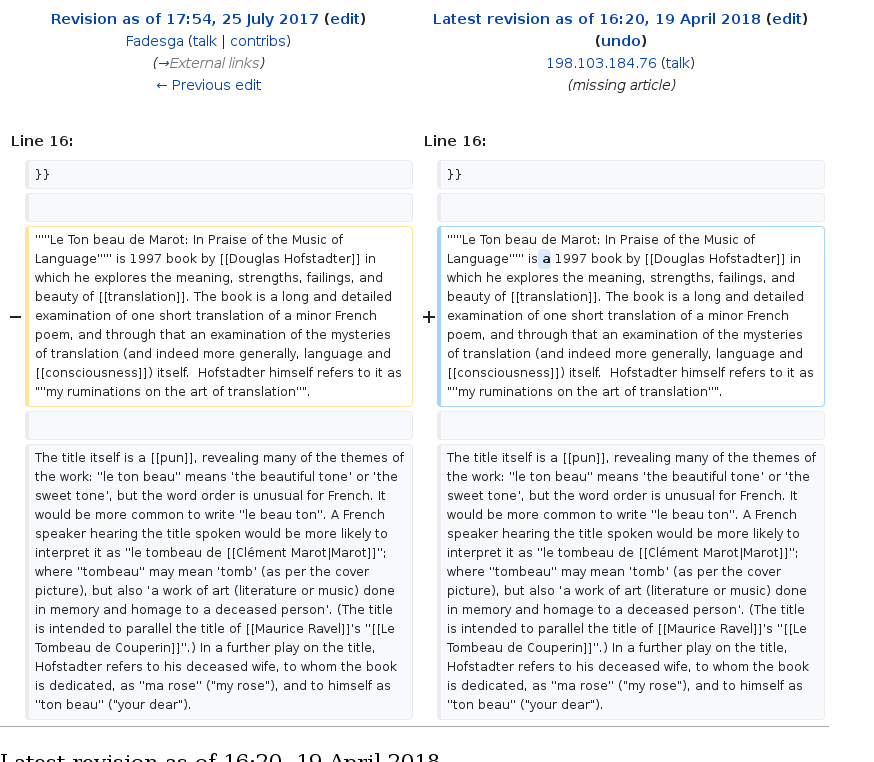 Revision as of 17:54, 25 July 2017 (edit)
Fadesga (talk | contribs)
(→External links)
← Previous edit
Latest revision as of 16:20, 19 April 2018 (edit)
(undo)
198.103.184.76 (talk)
(missing article)
Line 16:
Line 16:
}}
}}
−
'''''Le Ton beau de Marot: In Praise of the Music of
Language''''' is 1997 book by [[Douglas Hofstadter]] in
which he explores the meaning, strengths, failings, and
beauty of [[translation]]. The book is a long and detailed
examination of one short translation of a minor French
poem, and through that an examination of the mysteries
of translation (and indeed more generally, language and
[[consciousness]]) itself.  Hofstadter himself refers to it as
"''my ruminations on the art of translation''".
+
'''''Le Ton beau de Marot: In Praise of the Music of
Language''''' is a 1997 book by [[Douglas Hofstadter]] in
which he explores the meaning, strengths, failings, and
beauty of [[translation]]. The book is a long and detailed
examination of one short translation of a minor French
poem, and through that an examination of the mysteries
of translation (and indeed more generally, language and
[[consciousness]]) itself.  Hofstadter himself refers to it as
"''my ruminations on the art of translation''".
The title itself is a [[pun]], revealing many of the themes of
the work: ''le ton beau'' means 'the beautiful tone' or 'the
sweet tone', but the word order is unusual for French. It
would be more common to write ''le beau ton''. A French
speaker hearing the title spoken would be more likely to
interpret it as ''le tombeau de [[Clément Marot|Marot]]'';
where ''tombeau'' may mean 'tomb' (as per the cover
picture), but also 'a work of art (literature or music) done
in memory and homage to a deceased person'. (The title
is intended to parallel the title of [[Maurice Ravel]]'s ''[[Le
Tombeau de Couperin]]''.) In a further play on the title,
Hofstadter refers to his deceased wife, to whom the book
is dedicated, as ''ma rose'' ("my rose"), and to himself as
''ton beau'' ("your dear").
The title itself is a [[pun]], revealing many of the themes of
the work: ''le ton beau'' means 'the beautiful tone' or 'the
sweet tone', but the word order is unusual for French. It
would be more common to write ''le beau ton''. A French
speaker hearing the title spoken would be more likely to
interpret it as ''le tombeau de [[Clément Marot|Marot]]'';
where ''tombeau'' may mean 'tomb' (as per the cover
picture), but also 'a work of art (literature or music) done
in memory and homage to a deceased person'. (The title
is intended to parallel the title of [[Maurice Ravel]]'s ''[[Le
Tombeau de Couperin]]''.) In a further play on the title,
Hofstadter refers to his deceased wife, to whom the book
is dedicated, as ''ma rose'' ("my rose"), and to himself as
''ton beau'' ("your dear").
Latest revision as of 16:20, 19 April 2018